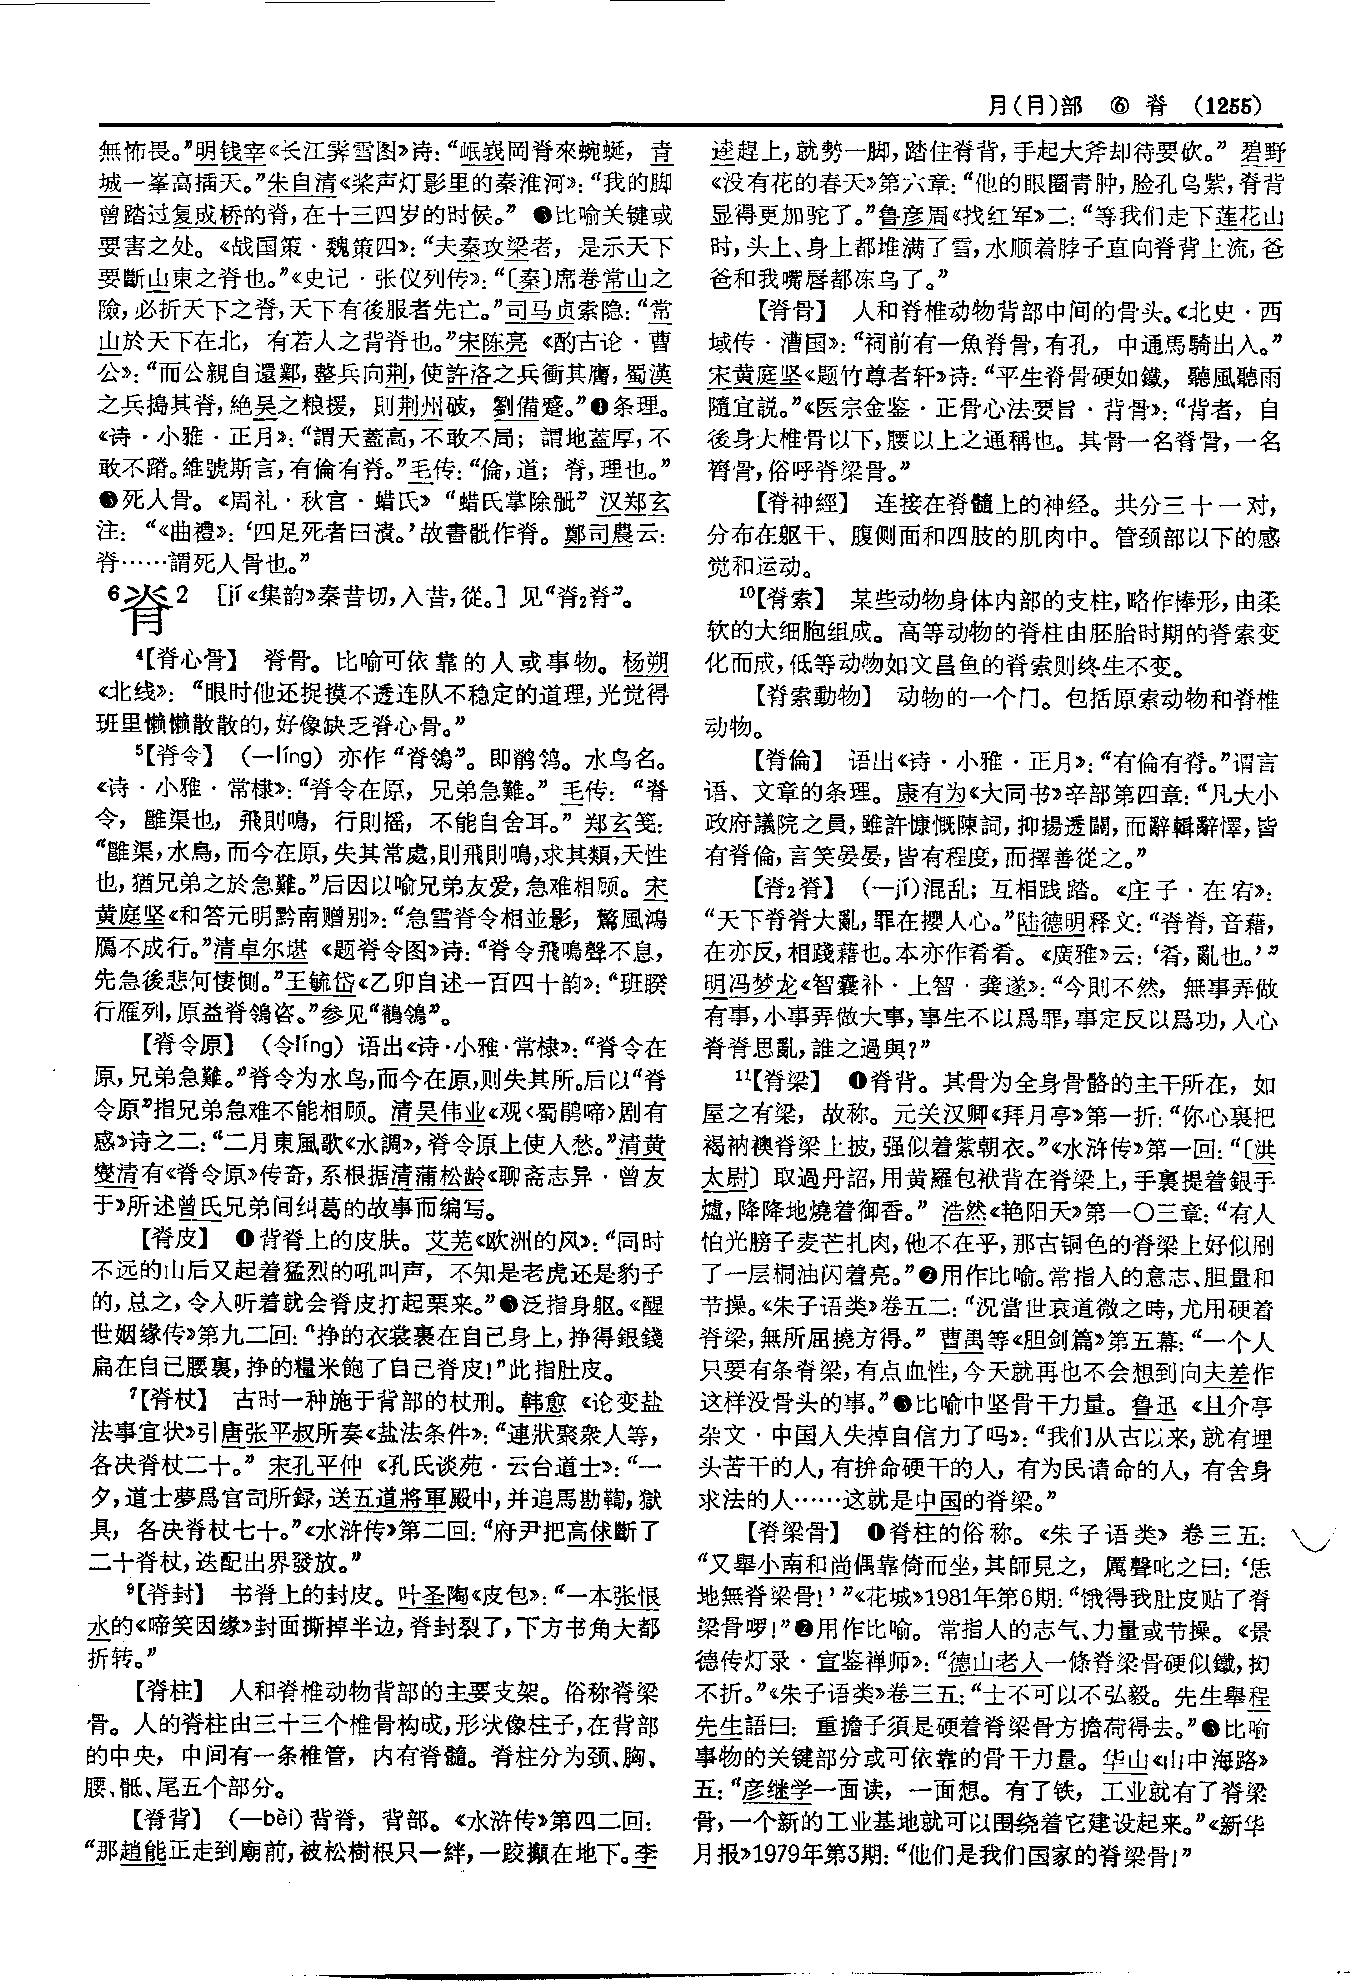 月(月)部 ⑥ 脊 (1255)
無怖畏。”明钱宰《长江霁雪图》诗：“岷峩岡脊來蜿蜒，青
城一峯高插天。”朱自清《桨声灯影里的秦淮河》：“我的脚
曾踏过复成桥的脊，在十三四岁的时候。” ❸比喻关键或
要害之处。《战国策·魏策四》：“夫秦攻梁者，是示天下
要斷山東之脊也。”《史记·张仪列传》：“〔秦〕席卷常山之
險，必折天下之脊，天下有後服者先亡。”司马贞索隐：“常
山於天下在北，有若人之背脊也。”宋陈亮《酌古论·曹
公》：“而公親自還鄴，整兵向荆，使許洛之兵衝其膺，蜀漢
之兵搗其脊，絶吴之粮援，則荆州破，劉備蹙。”❹条理。
《诗·小雅·正月》：“謂天蓋高，不敢不局；謂地蓋厚，不
敢不蹐。維號斯言，有倫有脊。”毛传：“倫，道；脊，理也。”
❺死人骨。《周礼·秋官·蜡氏》“蜡氏掌除骴”汉郑玄
注：“《曲禮》：‘四足死者曰漬。’故書骴作脊。鄭司農云：
脊……謂死人骨也。”
6脊2 [jí《集韵》秦昔切，入昔，從。] 见“脊₂脊”。
4【脊心骨】 脊骨。比喻可依靠的人或事物。杨朔
《北线》：“眼时他还捉摸不透连队不稳定的道理，光觉得
班里懒懒散散的，好像缺乏脊心骨。”
5【脊令】 (—líng) 亦作“脊鴒”。即鹡鸰。水鸟名。
《诗·小雅·常棣》：“脊令在原，兄弟急難。”毛传：“脊
令，雝渠也，飛則鳴，行則摇，不能自舍耳。”郑玄笺：
“雝渠，水鳥，而今在原，失其常處，則飛則鳴，求其類，天性
也，猶兄弟之於急難。”后因以喻兄弟友爱，急难相顾。宋
黄庭坚《和答元明黔南赠别》：“急雪脊令相並影，驚風鴻
鴈不成行。”清卓尔堪《题脊令图》诗：“脊令飛鳴聲不息，
先急後悲何悽惻。”王毓岱《乙卯自述一百四十韵》：“班睽
行雁列，原益脊鴒咨。”参见“鶺鴒”。
【脊令原】 (令líng) 语出《诗·小雅·常棣》：“脊令在
原，兄弟急難。”脊令为水鸟，而今在原，则失其所。后以“脊
令原”指兄弟急难不能相顾。清吴伟业《观〈蜀鹃啼〉剧有
感》诗之二：“二月東風歌《水調》，脊令原上使人愁。”清黄
燮清有《脊令原》传奇，系根据清蒲松龄《聊斋志异·曾友
于》所述曾氏兄弟间纠葛的故事而编写。
【脊皮】 ❶背脊上的皮肤。艾芜《欧洲的风》：“同时
不远的山后又起着猛烈的吼叫声，不知是老虎还是豹子
的，总之，令人听着就会脊皮打起栗来。”❷泛指身躯。《醒
世姻缘传》第九二回：“挣的衣裳裹在自己身上，挣得銀錢
扁在自己腰裏，挣的糧米飽了自己脊皮！”此指肚皮。
7【脊杖】 古时一种施于背部的杖刑。韩愈《论变盐
法事宜状》引唐张平叔所奏《盐法条件》：“連狀聚衆人等，
各决脊杖二十。”宋孔平仲《孔氏谈苑·云台道士》：“一
夕，道士夢爲官司所録，送五道將軍殿中，并追馬勘鞫，獄
具，各决脊杖七十。”《水浒传》第二回：“府尹把高俅斷了
二十脊杖，迭配出界發放。”
9【脊封】 书脊上的封皮。叶圣陶《皮包》：“一本张恨
水的《啼笑因缘》封面撕掉半边，脊封裂了，下方书角大都
折转。”
【脊柱】 人和脊椎动物背部的主要支架。俗称脊梁
骨。人的脊柱由三十三个椎骨构成，形状像柱子，在背部
的中央，中间有一条椎管，内有脊髓。脊柱分为颈、胸、
腰、骶、尾五个部分。
【脊背】 (—bèi) 背脊，背部。《水浒传》第四二回：
“那趙能正走到廟前，被松樹根只一絆，一跤攧在地下。李
逵趕上，就勢一脚，踏住脊背，手起大斧却待要砍。”碧野
《没有花的春天》第六章：“他的眼圈青肿，脸孔乌紫，脊背
显得更加驼了。”鲁彦周《找红军》二：“等我们走下莲花山
时，头上、身上都堆满了雪，水顺着脖子直向脊背上流，爸
爸和我嘴唇都冻乌了。”
【脊骨】 人和脊椎动物背部中间的骨头。《北史·西
域传·漕国》：“祠前有一魚脊骨，有孔，中通馬騎出入。”
宋黄庭坚《题竹尊者轩》诗：“平生脊骨硬如鐵，聽風聽雨
隨宜説。”《医宗金鉴·正骨心法要旨·背骨》：“背者，自
後身大椎骨以下，腰以上之通稱也。其骨一名脊骨，一名
膂骨，俗呼脊梁骨。”
【脊神經】 连接在脊髓上的神经。共分三十一对，
分布在躯干、腹侧面和四肢的肌肉中。管颈部以下的感
觉和运动。
10【脊索】 某些动物身体内部的支柱，略作棒形，由柔
软的大细胞组成。高等动物的脊柱由胚胎时期的脊索变
化而成，低等动物如文昌鱼的脊索则终生不变。
【脊索動物】 动物的一个门。包括原索动物和脊椎
动物。
【脊倫】 语出《诗·小雅·正月》：“有倫有脊。”谓言
语、文章的条理。康有为《大同书》辛部第四章：“凡大小
政府議院之員，雖許慷慨陳詞，抑揚透闢，而辭輯辭懌，皆
有脊倫，言笑晏晏，皆有程度，而擇善從之。”
【脊₂脊】 (—jí)混乱；互相践踏。《庄子·在宥》：
“天下脊脊大亂，罪在攖人心。”陆德明释文：“脊脊，音藉，
在亦反，相踐藉也。本亦作肴肴。《廣雅》云：‘肴，亂也。’”
明冯梦龙《智囊补·上智·龚遂》：“今則不然，無事弄做
有事，小事弄做大事，事生不以爲罪，事定反以爲功，人心
脊脊思亂，誰之過與？”
11【脊梁】 ❶脊背。其骨为全身骨骼的主干所在，如
屋之有梁，故称。元关汉卿《拜月亭》第一折：“你心裏把
褐衲襖脊梁上披，强似着紫朝衣。”《水浒传》第一回：“〔洪
太尉〕取過丹詔，用黄羅包袱背在脊梁上，手裏提着銀手
爐，降降地燒着御香。”浩然《艳阳天》第一〇三章：“有人
怕光膀子麦芒扎肉，他不在乎，那古铜色的脊梁上好似刷
了一层桐油闪着亮。”❷用作比喻。常指人的意志、胆量和
节操。《朱子语类》卷五二：“況當世衰道微之時，尤用硬着
脊梁，無所屈撓方得。”曹禺等《胆剑篇》第五幕：“一个人
只要有条脊梁，有点血性，今天就再也不会想到向夫差作
这样没骨头的事。”❸比喻中坚骨干力量。鲁迅《且介亭
杂文·中国人失掉自信力了吗》：“我们从古以来，就有埋
头苦干的人，有拚命硬干的人，有为民请命的人，有舍身
求法的人……这就是中国的脊梁。”
【脊梁骨】 ❶脊柱的俗称。《朱子语类》卷三五：
“又舉小南和尚偶靠倚而坐，其師見之，厲聲叱之曰：‘恁
地無脊梁骨！’”《花城》1981年第6期：“饿得我肚皮贴了脊
梁骨啰！”❷用作比喻。常指人的志气、力量或节操。《景
德传灯录·宣鉴禅师》：“德山老人一條脊梁骨硬似鐵，拗
不折。”《朱子语类》卷三五：“士不可以不弘毅。先生舉程
先生語曰：重擔子須是硬着脊梁骨方擔荷得去。”❸比喻
事物的关键部分或可依靠的骨干力量。华山《山中海路》
五：“彦继学一面读，一面想。有了铁，工业就有了脊梁
骨，一个新的工业基地就可以围绕着它建设起来。”《新华
月报》1979年第3期：“他们是我们国家的脊梁骨！”